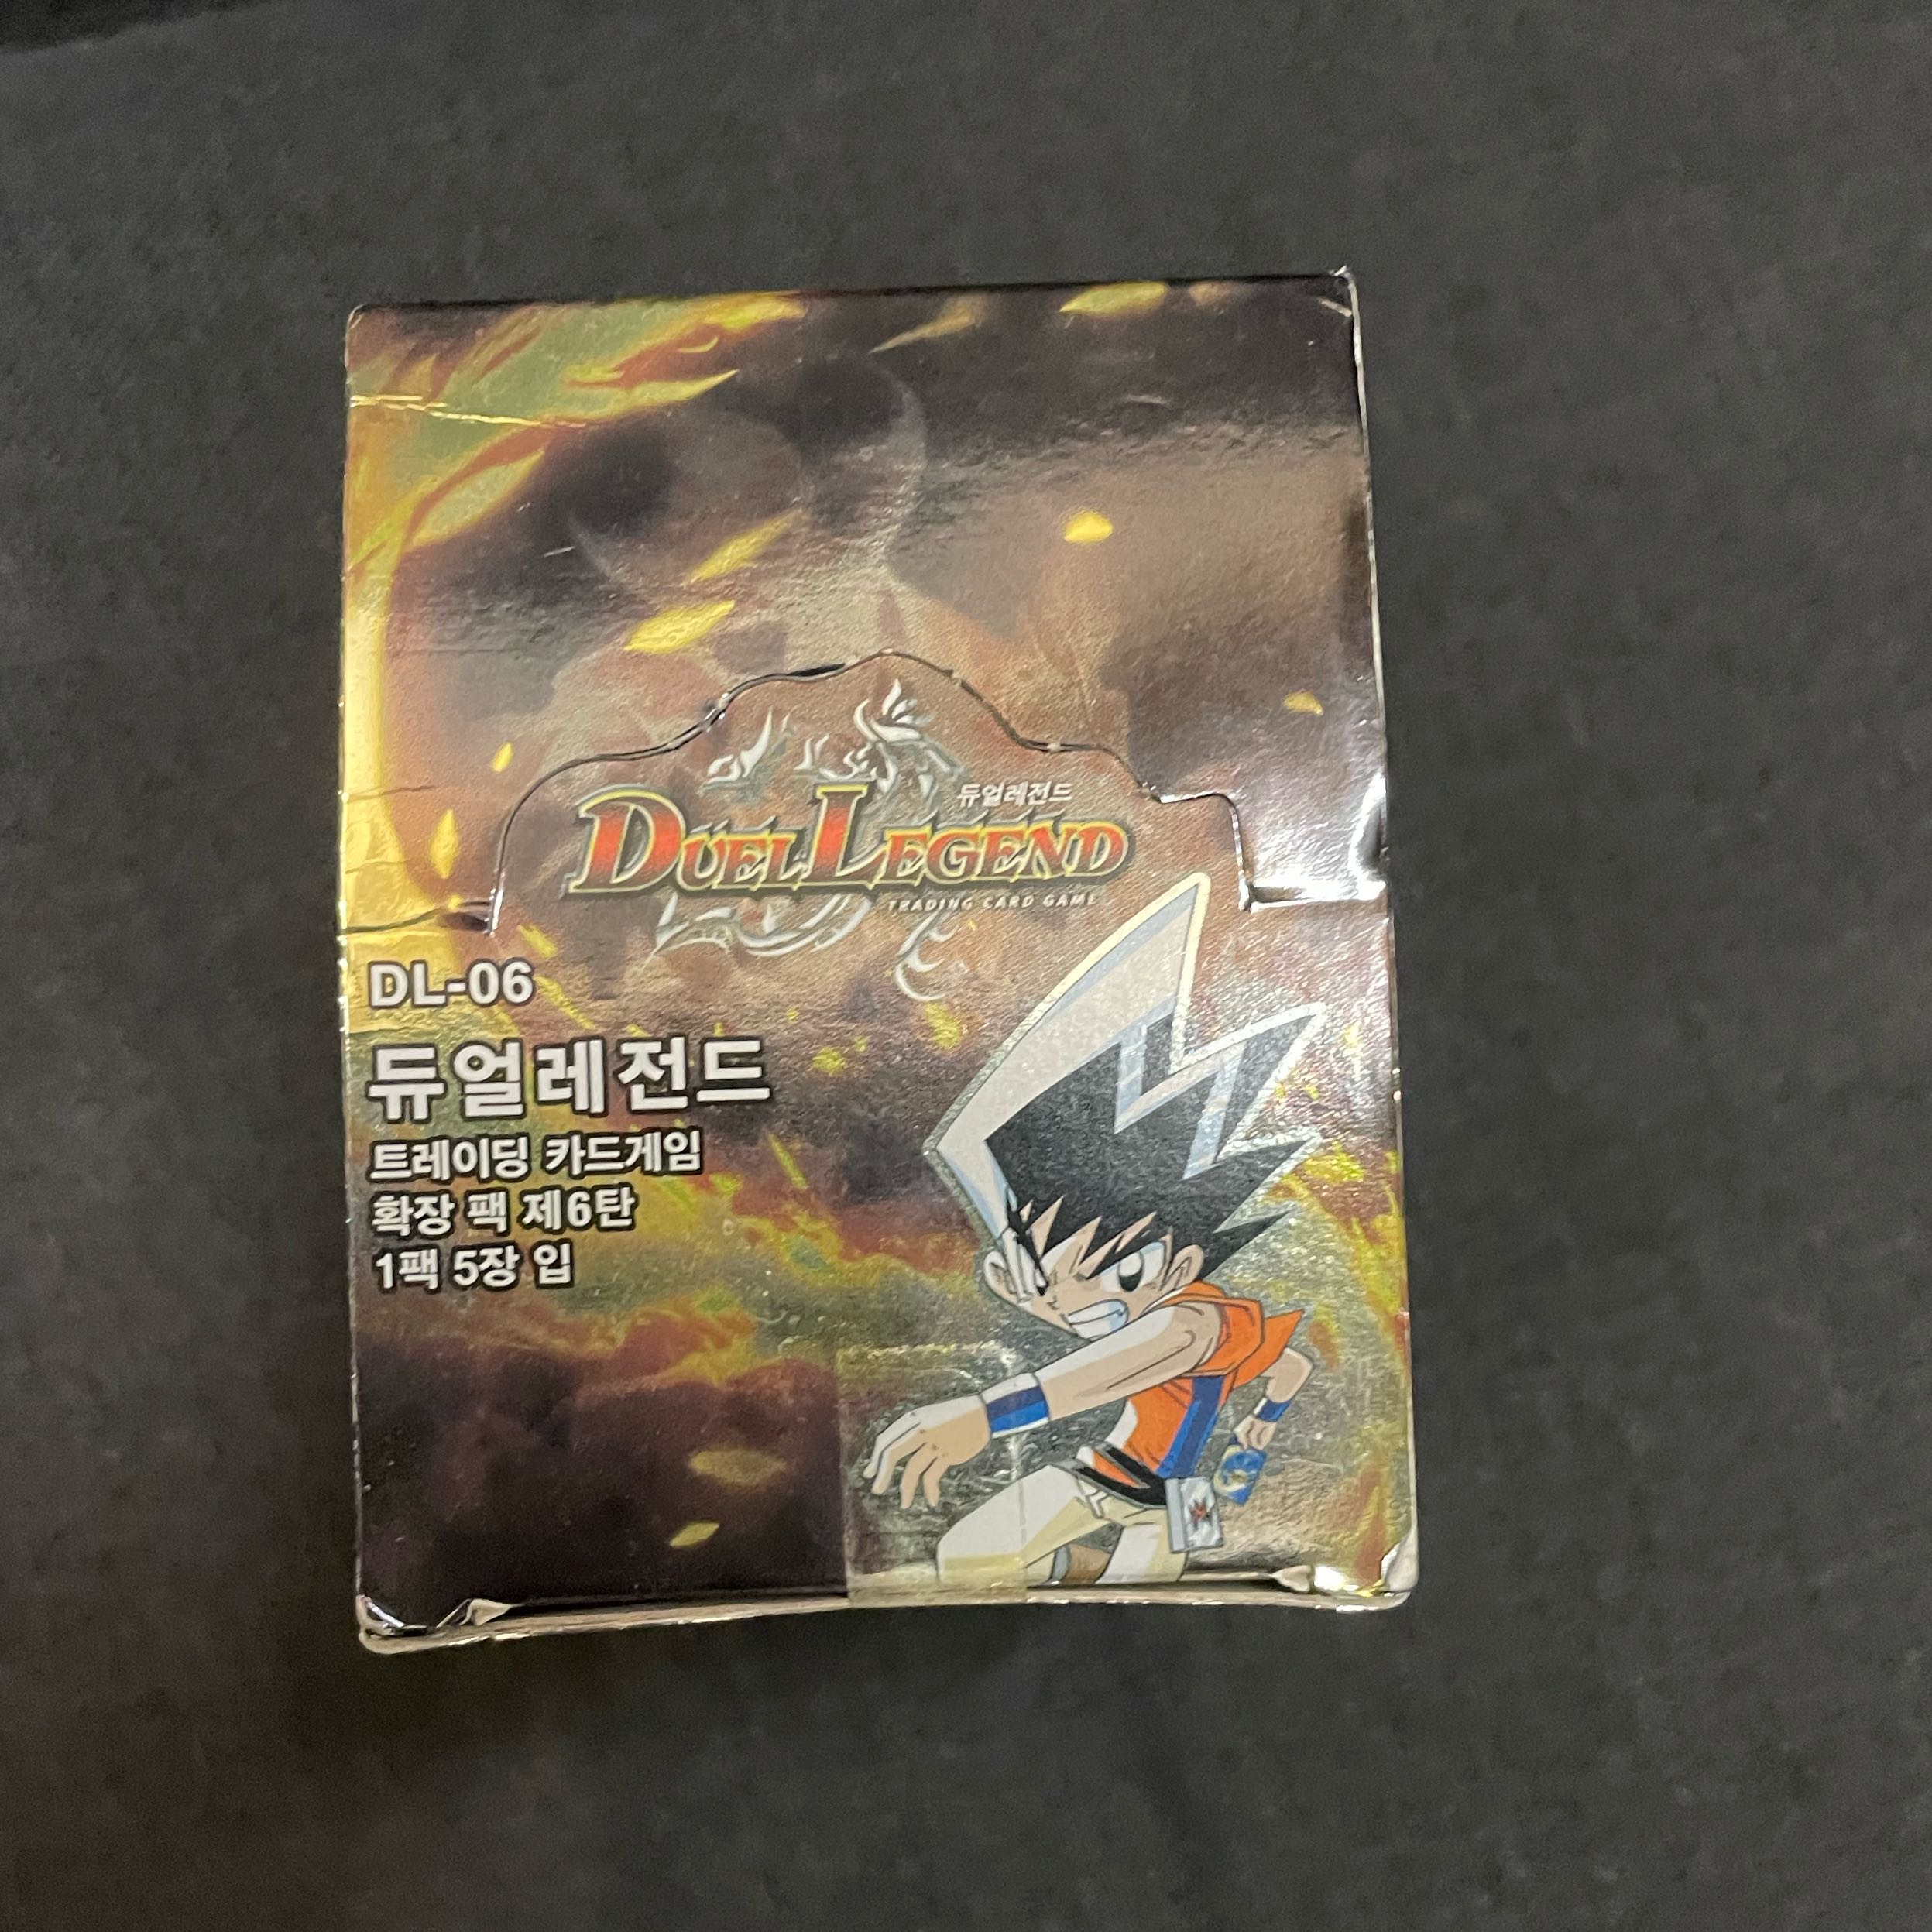 듀얼레전드
DUEL LEGEND
TRADING CARD GAME
DL-06
듀얼레전드
트레이딩 카드게임
확장 팩 제6탄
1팩 5장 입